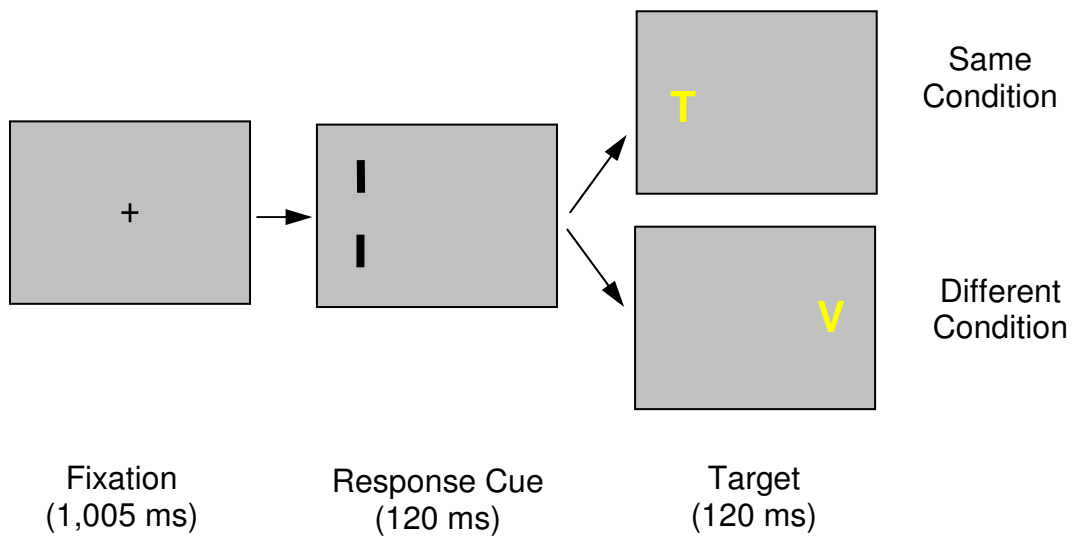 +
T
Same
Condition
V
Different
Condition
Fixation
(1,005 ms)
Response Cue
(120 ms)
Target
(120 ms)